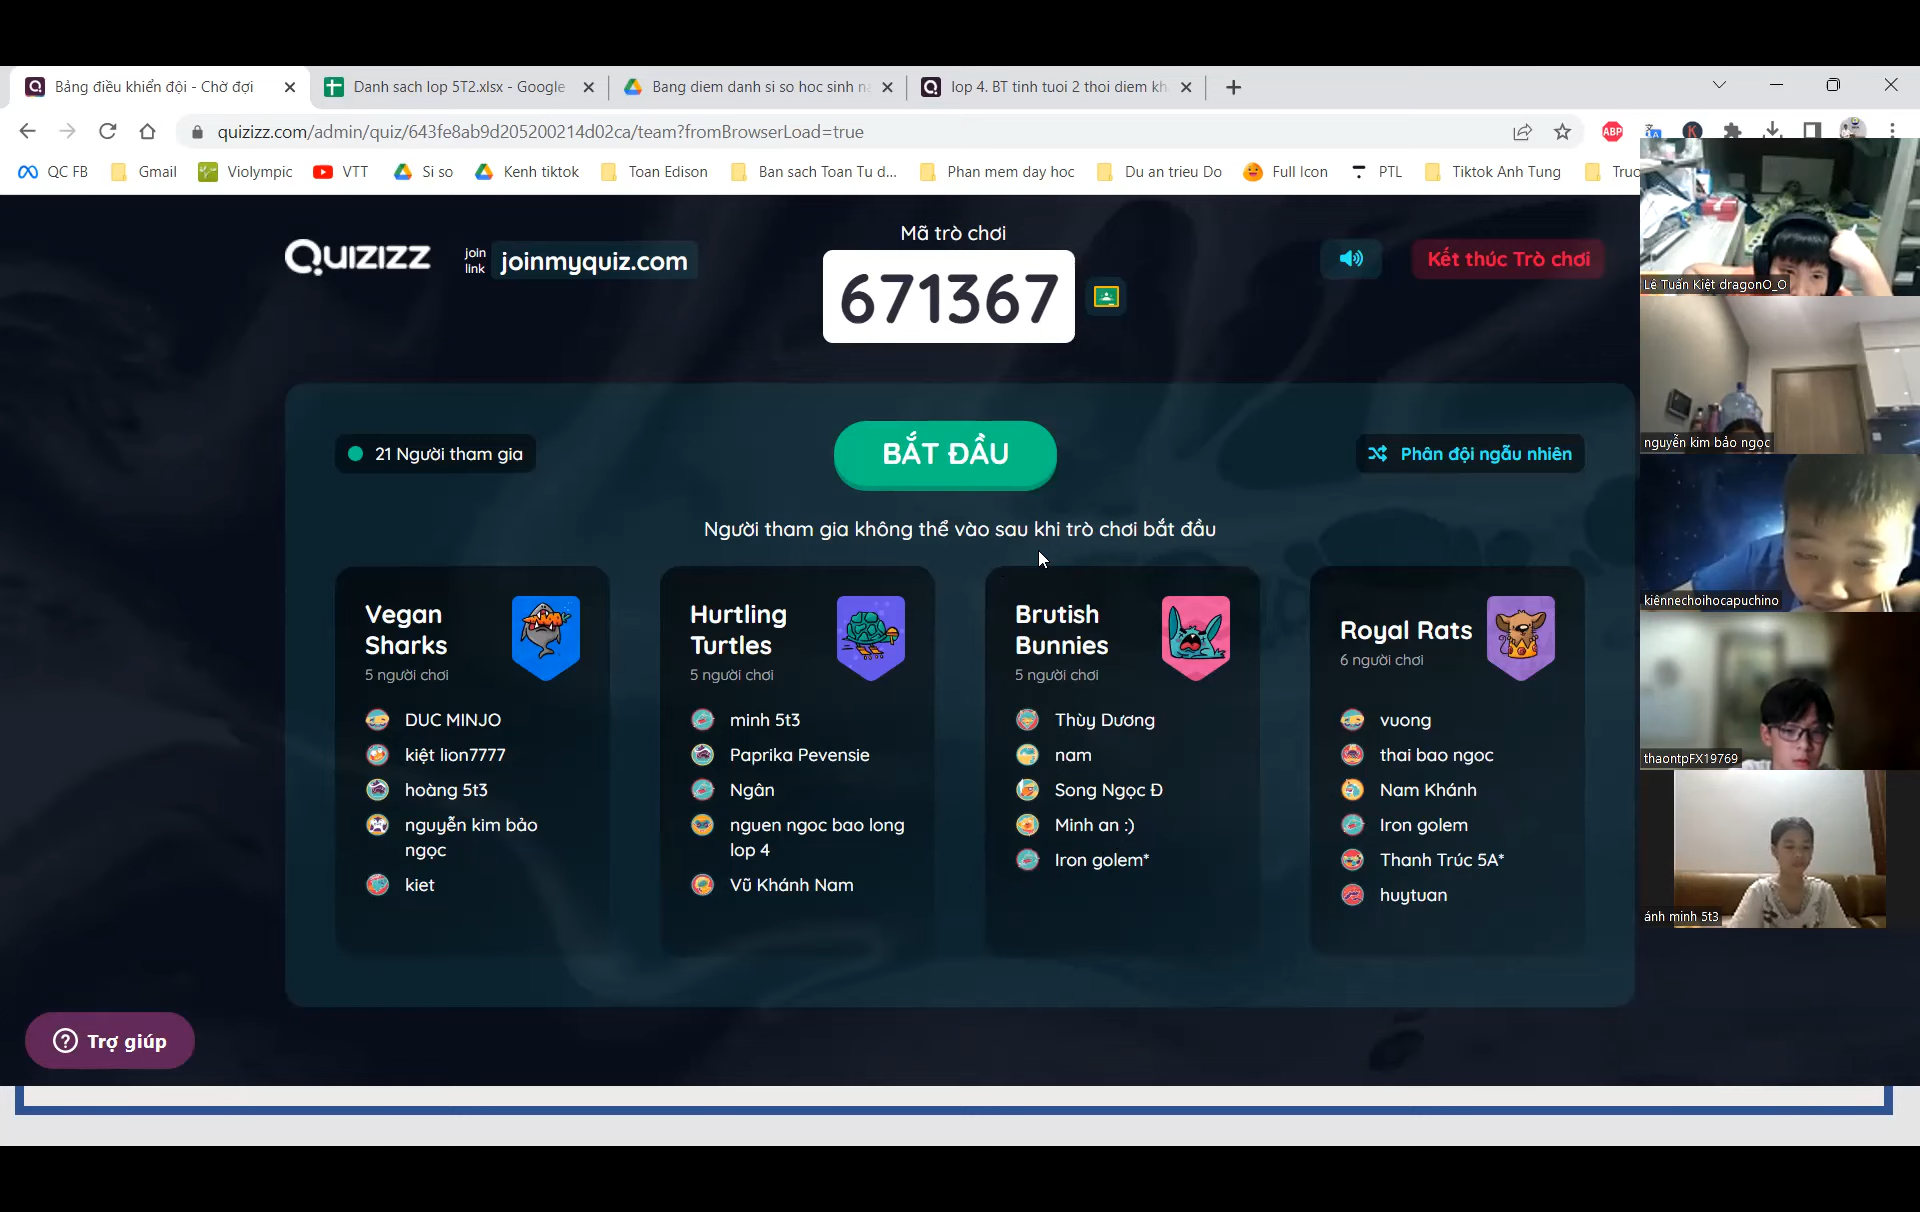 Bảng điều khiển đội - Chờ đợi
Danh sach lop 5T2.xlsx - Google
Bang diem danh si so hoc sinh na
lop 4. BT tinh tuoi 2 thoi diem kh
quizizz.com/admin/quiz/643fe8ab9d205200214d02ca/team?fromBrowserLoad=true
ABP
K
QC FB
Gmail
Violympic
VTT
Si so
Kenh tiktok
Toan Edison
Ban sach Toan Tu d...
Phan mem day hoc
Du an trieu Do
Full Icon
PTL
Tiktok Anh Tung
Truo
Quizizz
join link
joinmyquiz.com
Mã trò chơi
671367
Kết thúc Trò chơi
21 Người tham gia
BẮT ĐẦU
Phân đội ngẫu nhiên
Người tham gia không thể vào sau khi trò chơi bắt đầu
Vegan
Sharks
5 người chơi
DUC MINJO
kiệt lion7777
hoàng 5t3
nguyễn kim bảo
ngọc
kiet
Hurtling
Turtles
5 người chơi
minh 5t3
Paprika Pevensie
Ngân
nguen ngoc bao long
lop 4
Vũ Khánh Nam
Brutish
Bunnies
5 người chơi
Thùy Dương
nam
Song Ngọc Đ
Minh an :)
Iron golem*
Royal Rats
6 người chơi
vuong
thai bao ngoc
Nam Khánh
Iron golem
Thanh Trúc 5A*
huytuan
Trợ giúp
Lê Tuấn Kiệt dragonO_O
nguyễn kim bảo ngọc
kiênnechoihocapuchino
thaontpFX19769
ánh minh 5t3